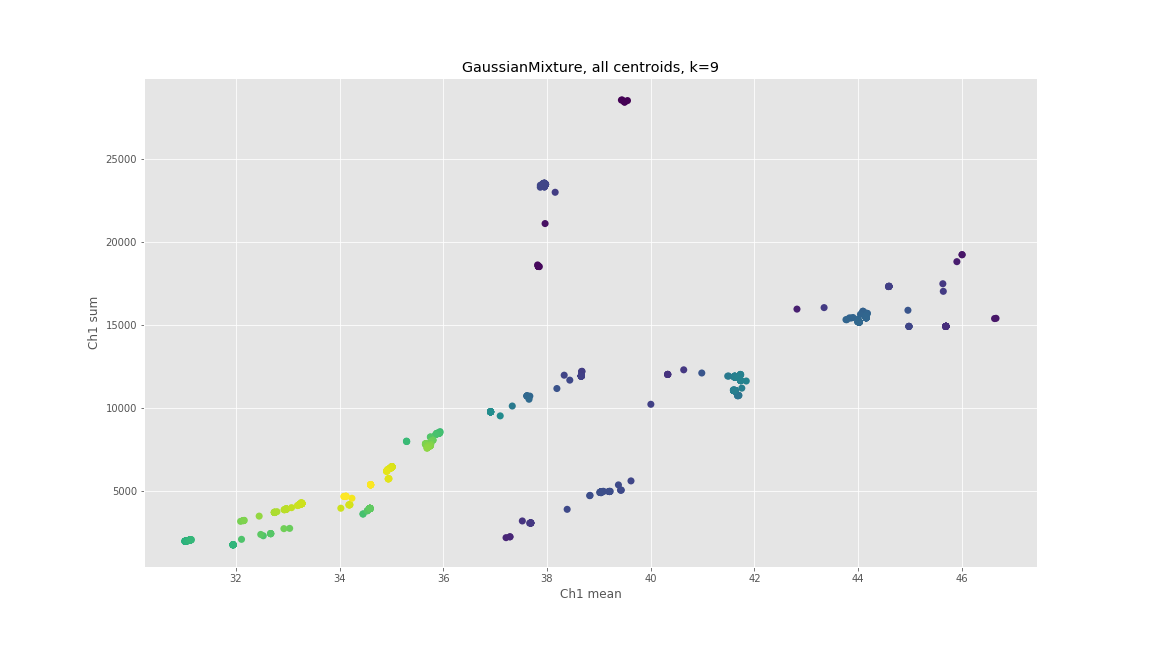 GaussianMixture, all centroids, k=9
Ch1 sum
25000
20000
15000
10000
5000
32 34 36 38 40 42 44 46
Ch1 mean